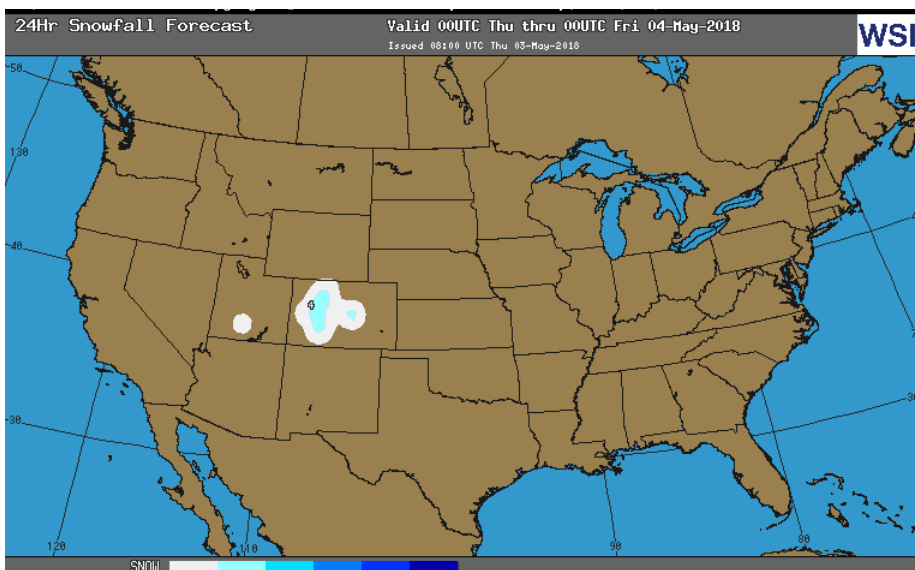 24Hr Snowfall Forecast
Valid 00UTC Thu thru 00UTC Fri 04-May-2018
Issued 08:00 UTC Thu 03-May-2018
WSI
50
130
40
30
120
110
90
80
SNOW